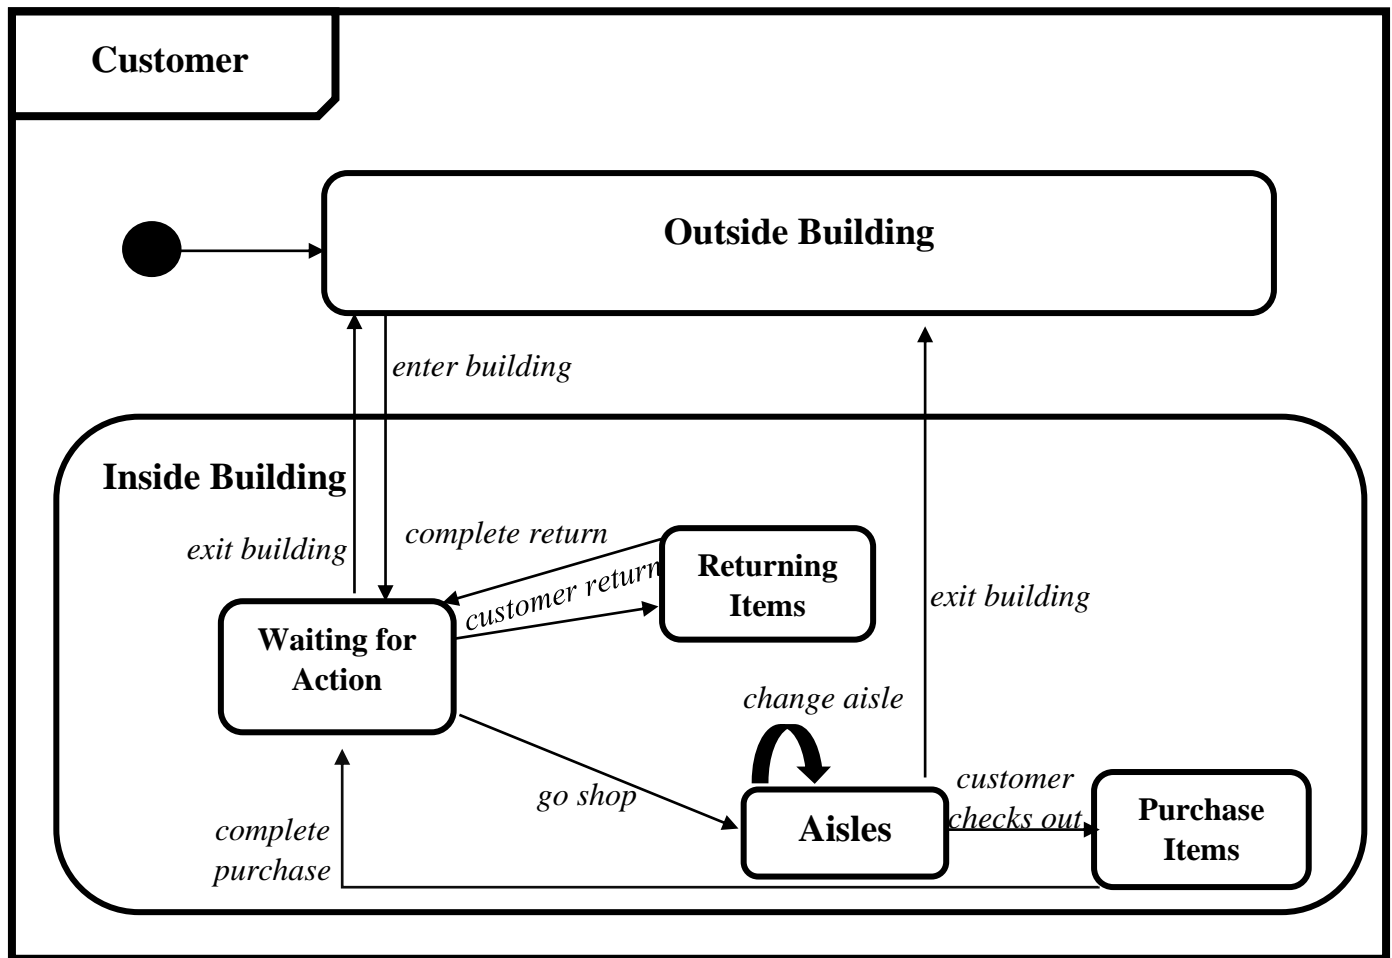 Customer
Outside Building
enter building
Inside Building
exit building
complete return
customer return
Returning
Items
exit building
Waiting for
Action
change aisle
go shop
Aisles
customer
checks out
Purchase
Items
complete
purchase